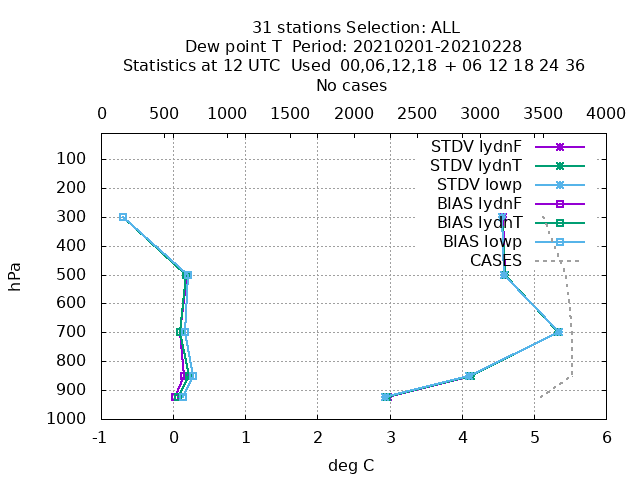 31 stations Selection: ALL
Dew point T  Period: 20210201-20210228
Statistics at 12 UTC  Used  00,06,12,18  + 06 12 18 24 36
No cases
0 500 1000 1500 2000 2500 3000 3500 4000
STDV lydnF
STDV lydnT
STDV lowp
BIAS lydnF
BIAS lydnT
BIAS lowp
CASES
100
200
300
400
500
600
700
800
900
1000
hPa
-1 0 1 2 3 4 5 6
deg C